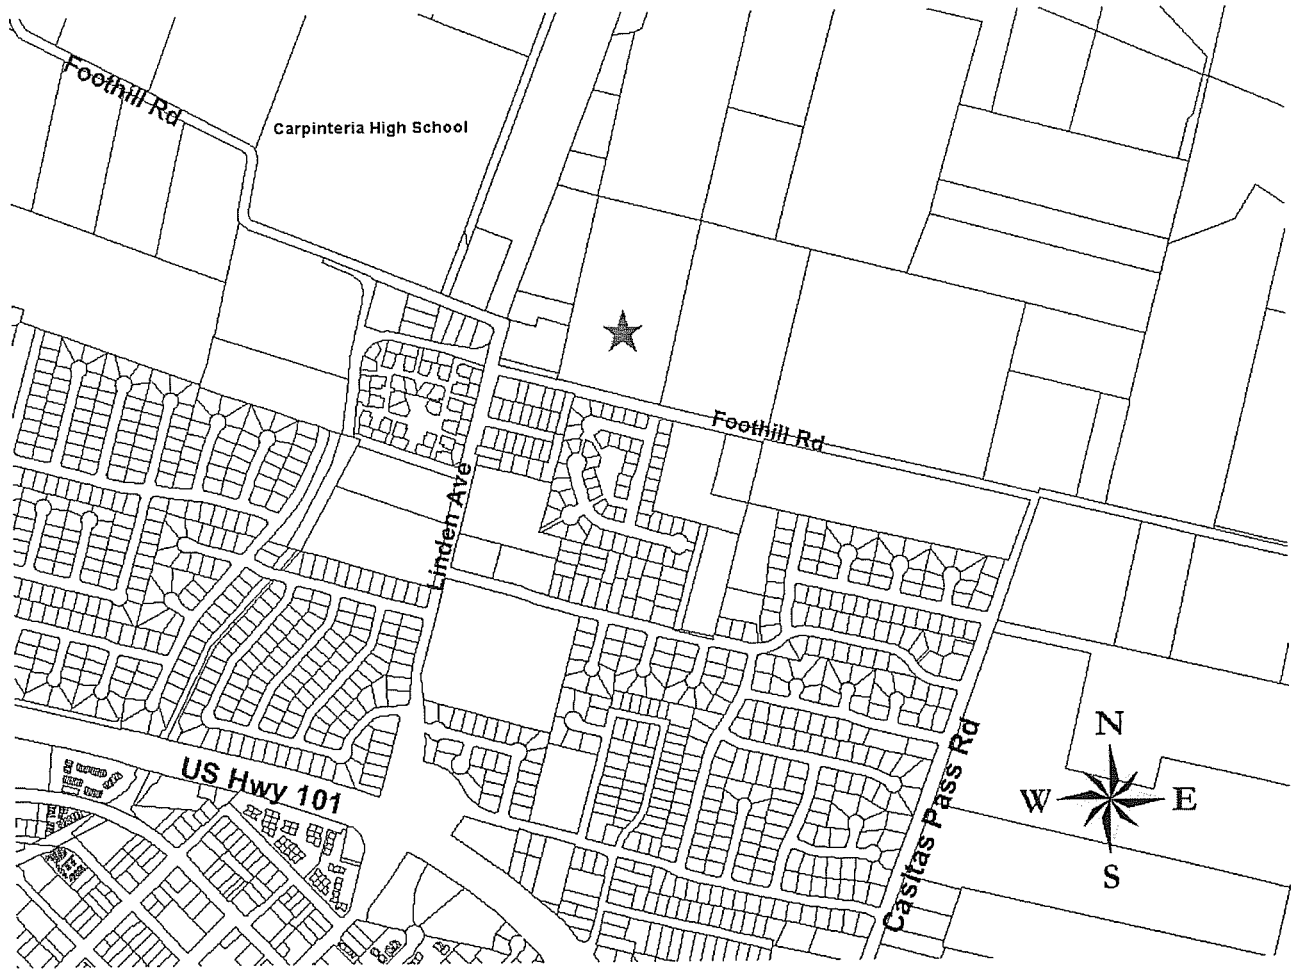 Foothill Rd
Carpinteria High School
Foothill Rd
Linden Ave
N
Casitas Pass Rd
US Hwy 101
W
E
S